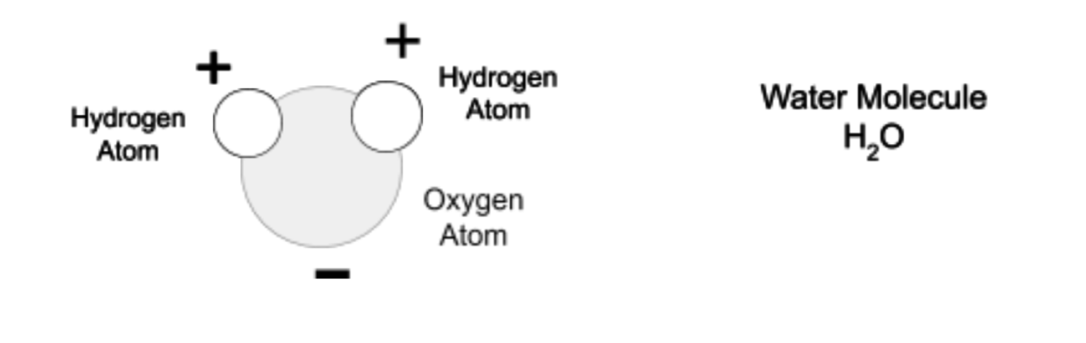 +
+
Hydrogen
Atom
Hydrogen
Atom
Oxygen
Atom
−
Water Molecule
H₂O